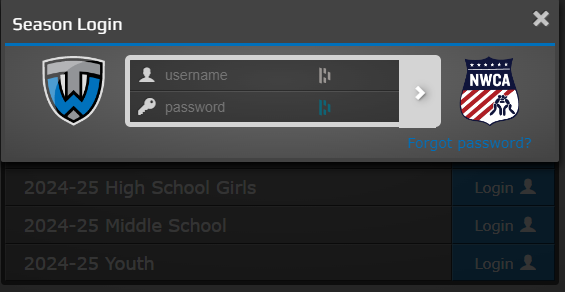 Season Login
username
password
NWCA
Forgot password?
2024-25 High School Girls Login
2024-25 Middle School Login
2024-25 Youth Login